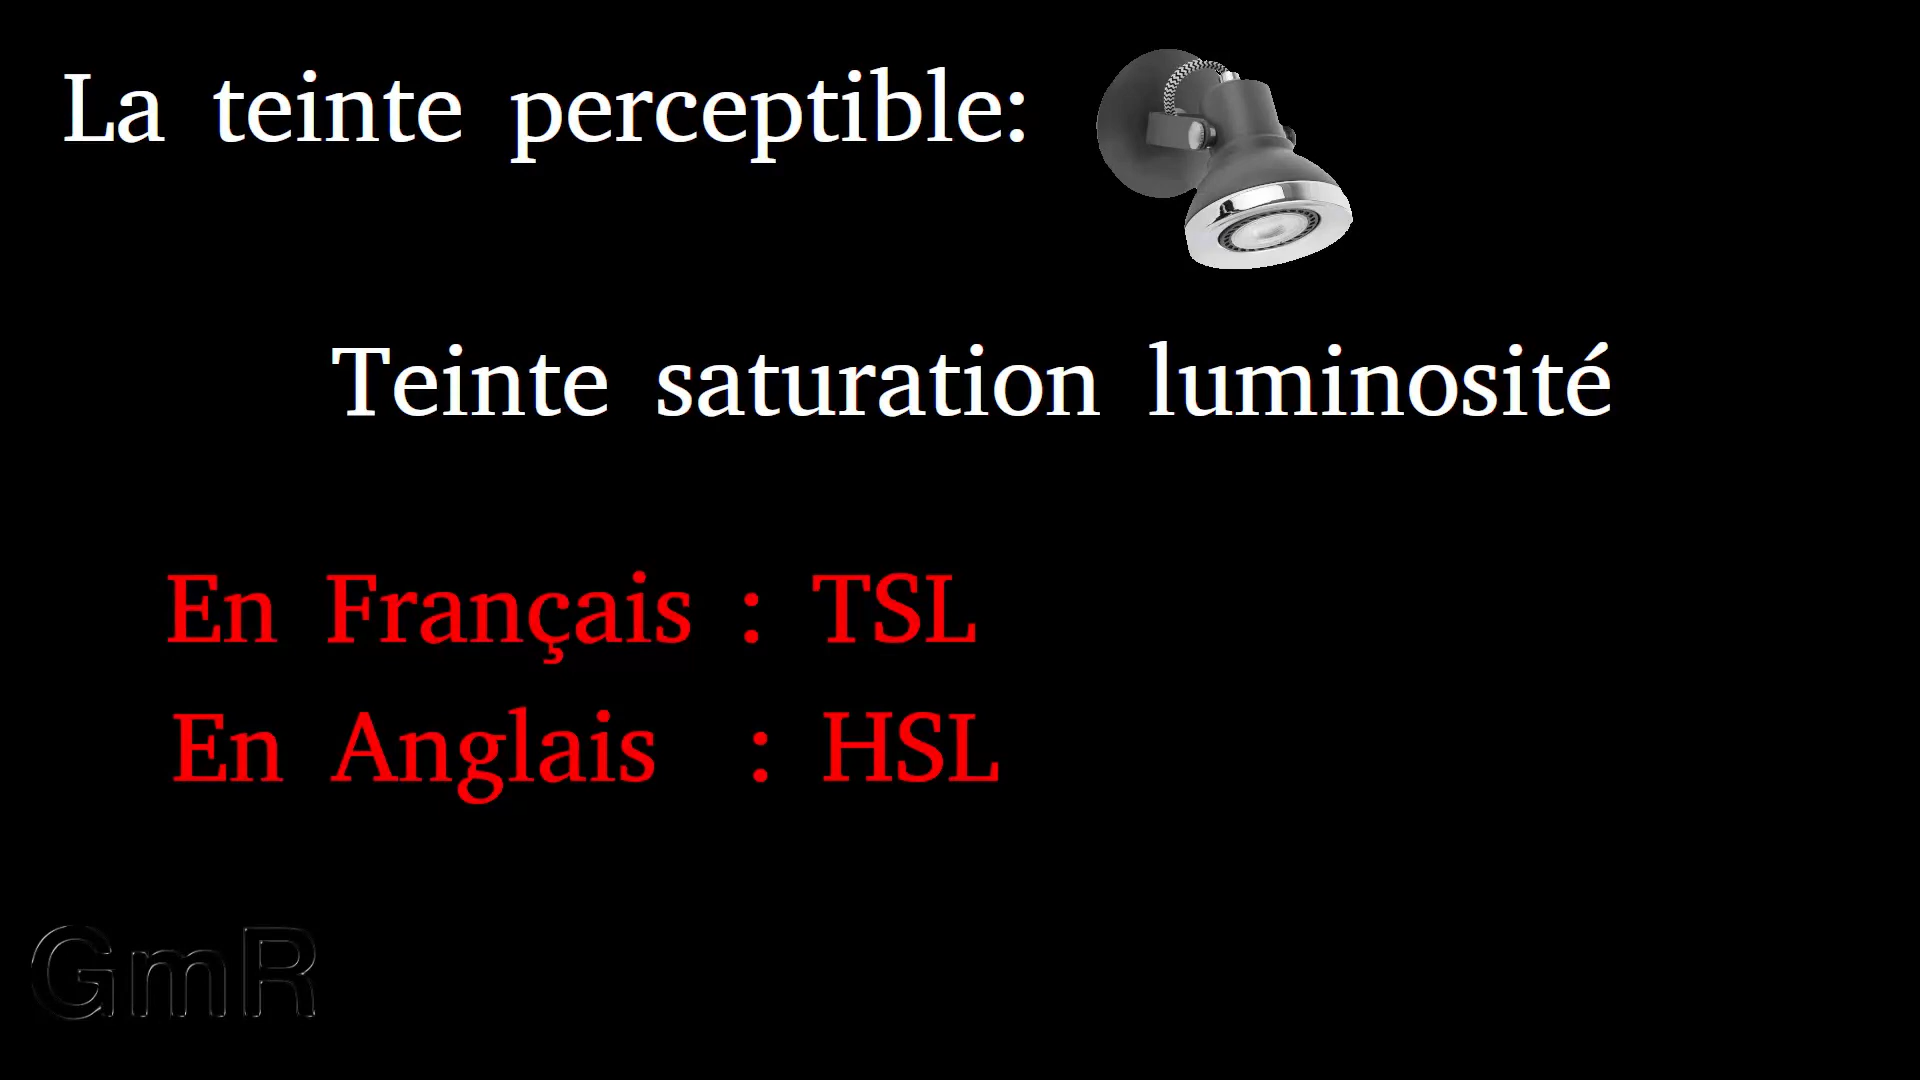 La teinte perceptible:
Teinte saturation luminosité
En Français : TSL
En Anglais : HSL
GmR